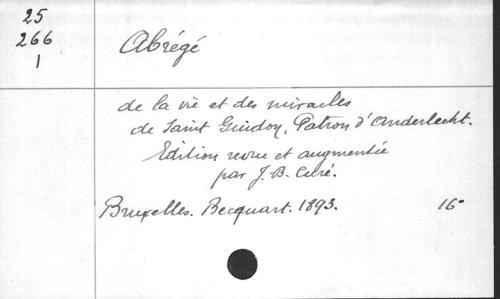 25
266
1
Abrégé
de la vie et des miracles
de Saint Guidon, Patron d'Anderlecht.
Edition revue et augmentée
par J. B.
Bruxelles. Becquart. 1893. 16°